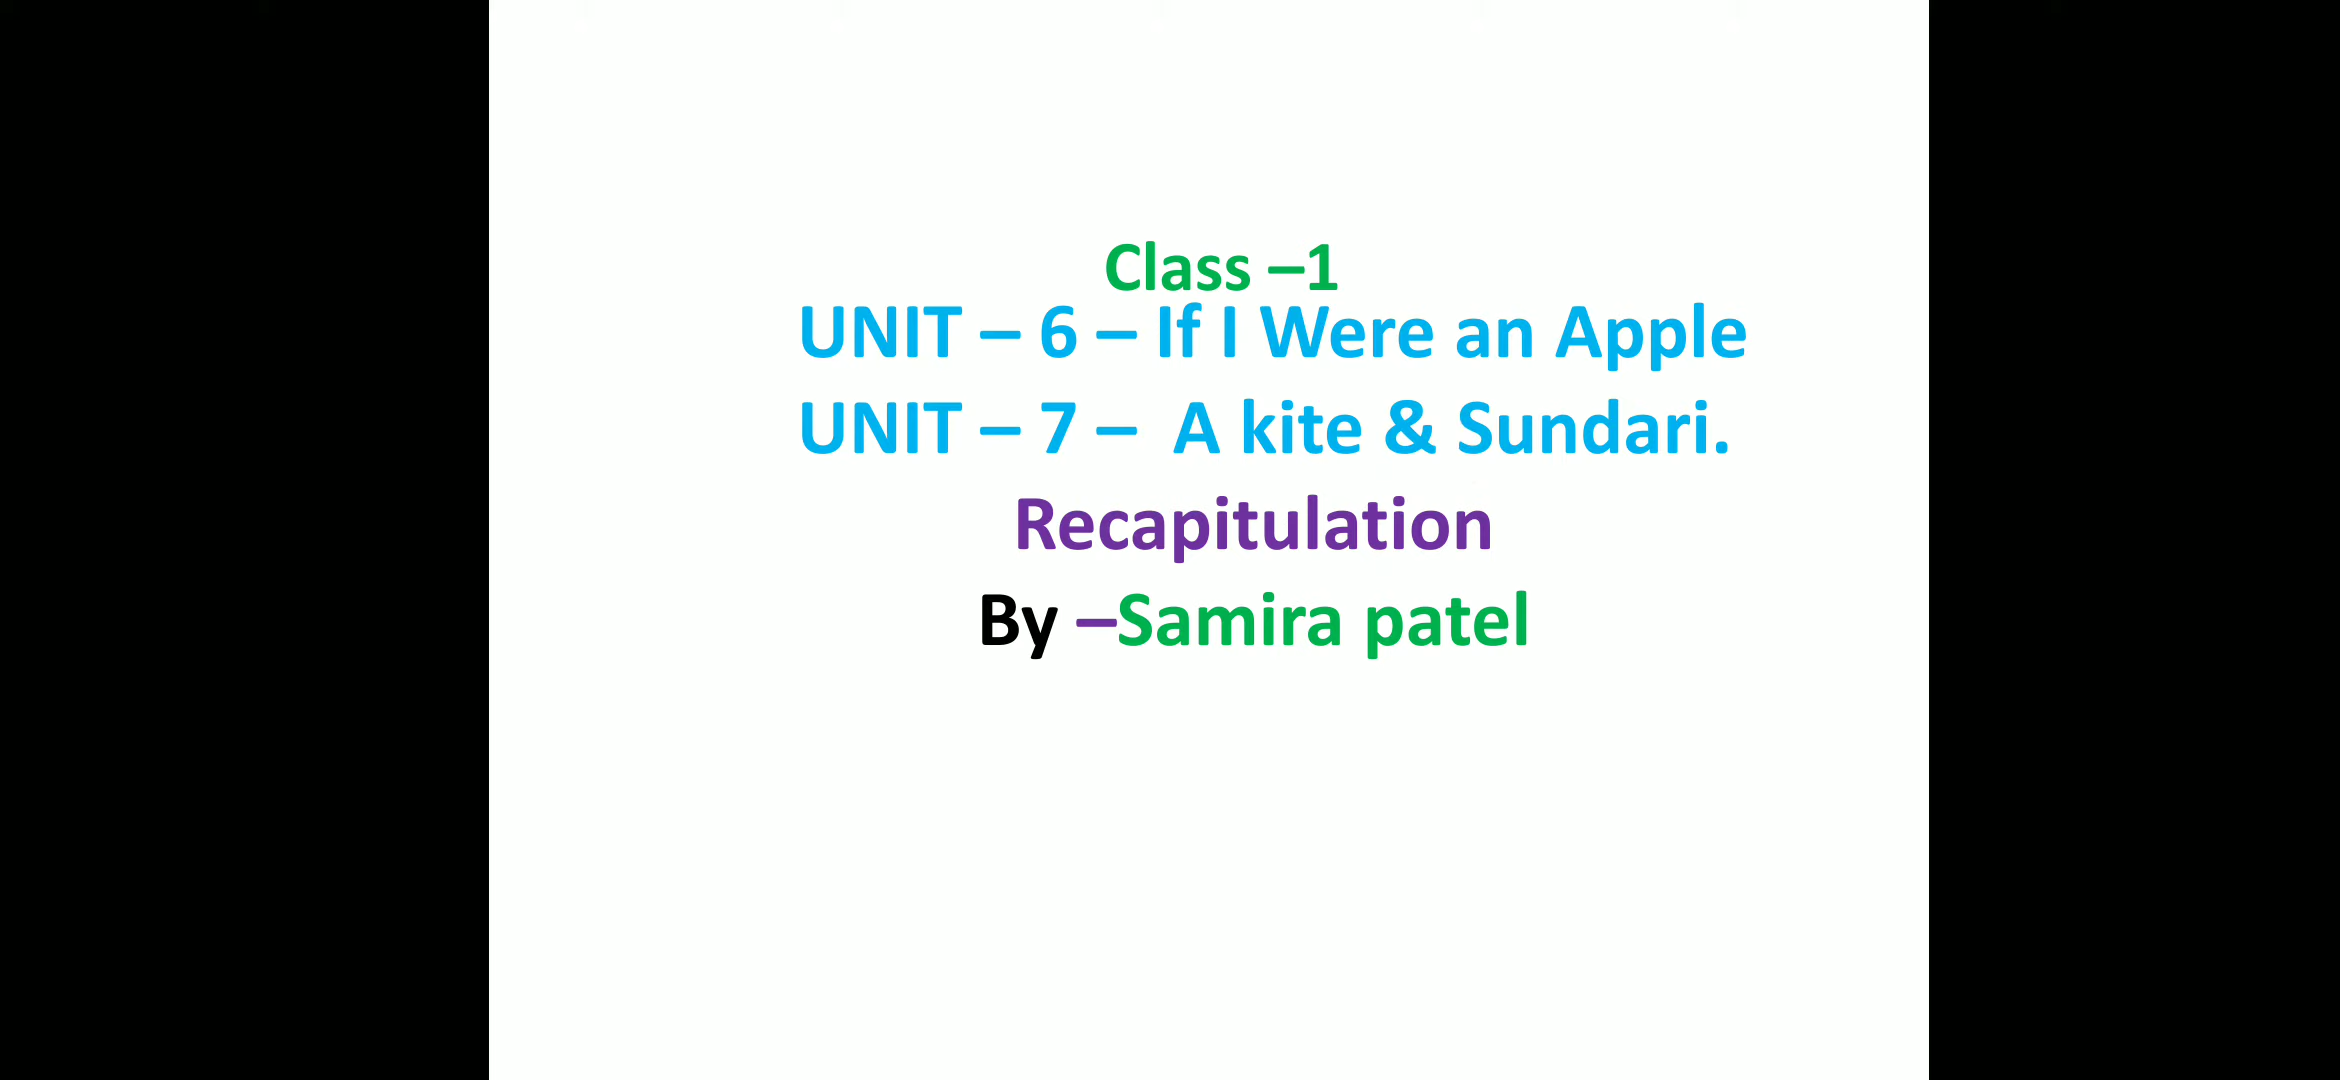 Class –1
UNIT – 6 – If I Were an Apple
UNIT – 7 – A kite & Sundari.
Recapitulation
By –Samira patel